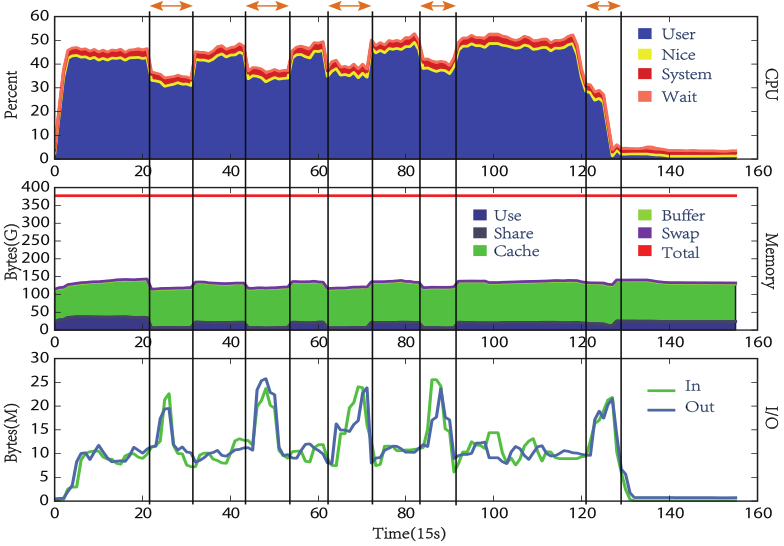 60
50
40
30
20
10
0
Percent
User
Nice
System
Wait
CPU
0 20 40 60 80 100 120 140 160
400
350
300
250
200
150
100
50
0
Bytes(G)
Use Buffer
Share Swap
Cache Total
Memory
0 20 40 60 80 100 120 140 160
30
25
20
15
10
5
0
Bytes(M)
In
Out
I/O
0 20 40 60 80 100 120 140 160
Time(15s)